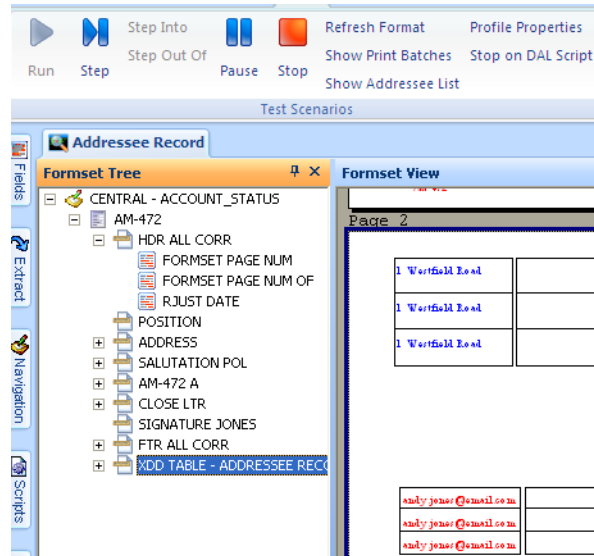 Run
Step
Step Into
Step Out Of
Pause
Stop
Refresh Format
Show Print Batches
Show Addressee List
Profile Properties
Stop on DAL Script
Test Scenarios
Fields
Extract
Navigation
Scripts
Addressee Record
Formset Tree
CENTRAL - ACCOUNT_STATUS
AM-472
HDR ALL CORR
FORMSET PAGE NUM
FORMSET PAGE NUM OF
RJUST DATE
POSITION
ADDRESS
SALUTATION POL
AM-472 A
CLOSE LTR
SIGNATURE JONES
FTR ALL CORR
XDD TABLE - ADDRESSEE REC
Formset View
Page 2
1 Westfield Road
1 Westfield Road
1 Westfield Road
andy jones@email.com
andy jones@email.com
andy jones@email.com